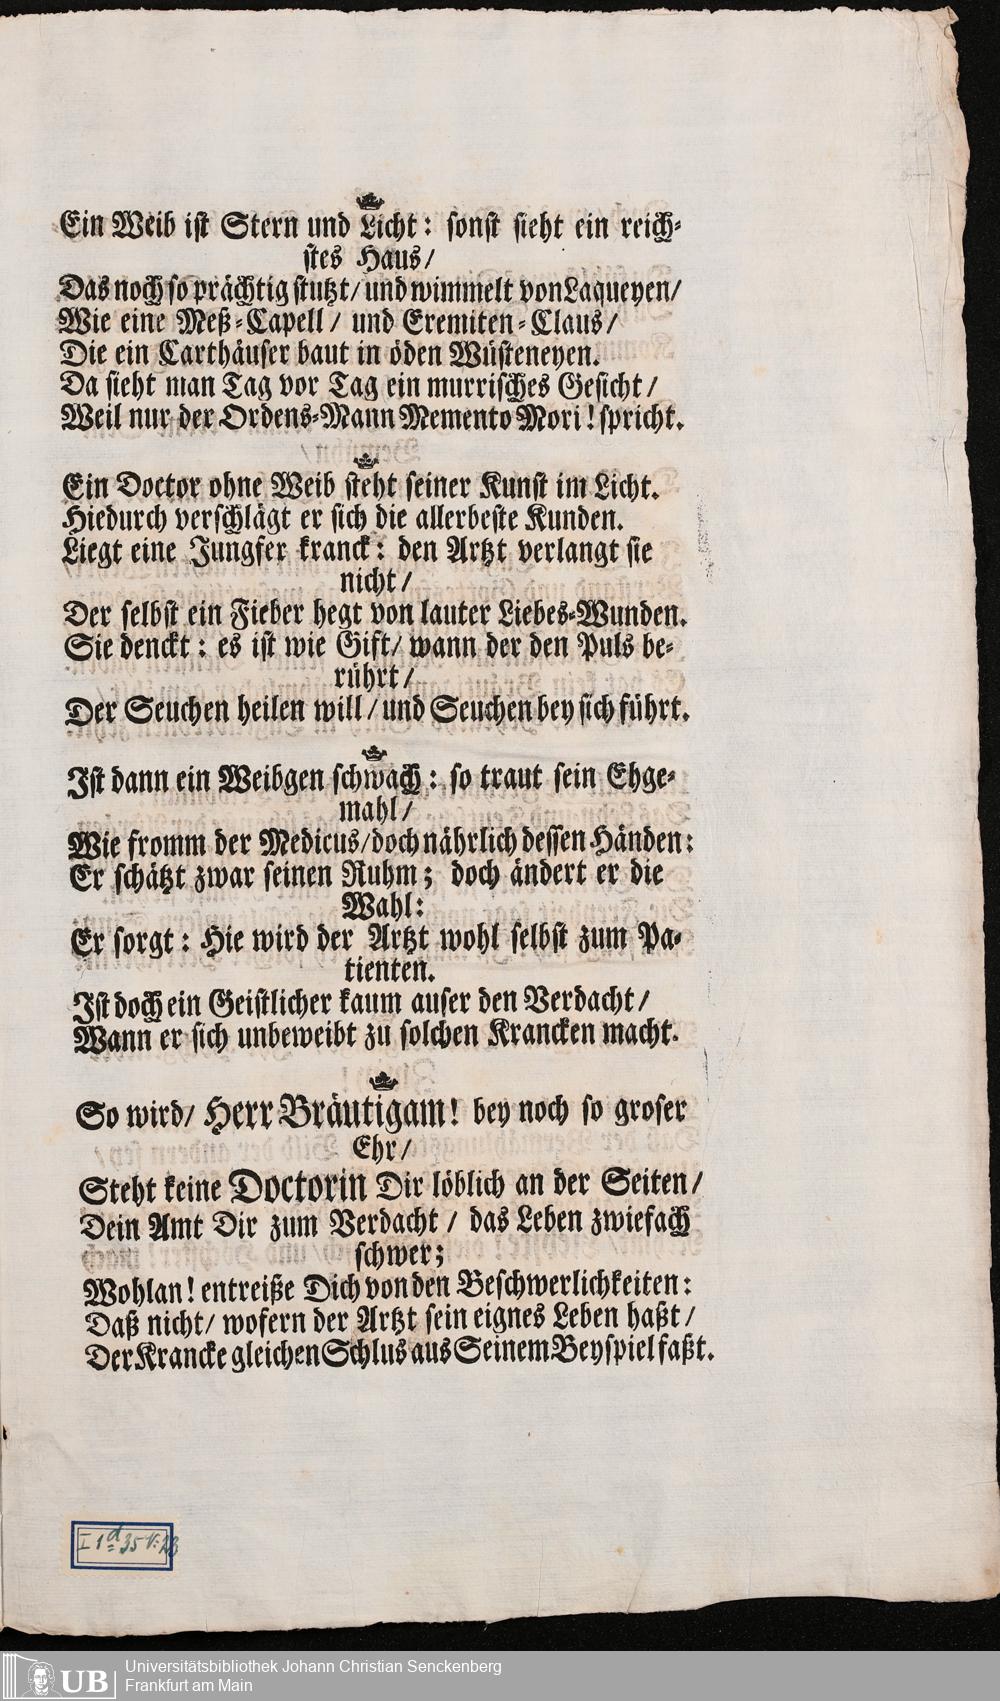 Ein Weib ist Stern und Licht: sonst sieht ein reich-
stes Haus/
Das noch so prächtig stutzt/ und wimmelt von Laqueyen/
Wie eine Meß-Capell/ und Eremiten-Claus/
Die ein Carthäuser baut in öden Wüsteneyen.
Da sieht man Tag vor Tag ein murrisches Gesicht/
Weil nur der Ordens-Mann Memento Mori! spricht.
Ein Doctor ohne Weib steht seiner Kunst im Licht.
Hiedurch verschlägt er sich die allerbeste Kunden.
Liegt eine Jungfer kranck: den Artzt verlangt sie
nicht/
Der selbst ein Fieber hegt von lauter Liebes-Wunden.
Sie denckt: es ist wie Gift/ wann der den Puls be-
rührt/
Der Seuchen heilen will/ und Seuchen bey sich führt.
Ist dann ein Weibgen schwach: so traut sein Ehge-
mahl/
Wie fromm der Medicus/ doch nährlich dessen Händen:
Er schätzt zwar seinen Ruhm; doch ändert er die
Wahl:
Er sorgt: Hie wird der Artzt wohl selbst zum Pa-
tienten.
Ist doch ein Geistlicher kaum auser den Verdacht/
Wann er sich unbeweibt zu solchen Krancken macht.
So wird/ Herr Bräutigam! bey noch so groser
Ehr/
Steht keine Doctorin Dir löblich an der Seiten/
Dein Amt Dir zum Verdacht/ das Leben zwiefach
schwer;
Wohlan! entreiße Dich von den Beschwerlichkeiten:
Daß nicht/ wofern der Artzt sein eignes Leben haßt/
Der Krancke gleichen Schlus aus Seinem Beyspiel faßt.
I 1 d 35 V: 23
UB
Universitätsbibliothek Johann Christian Senckenberg
Frankfurt am Main